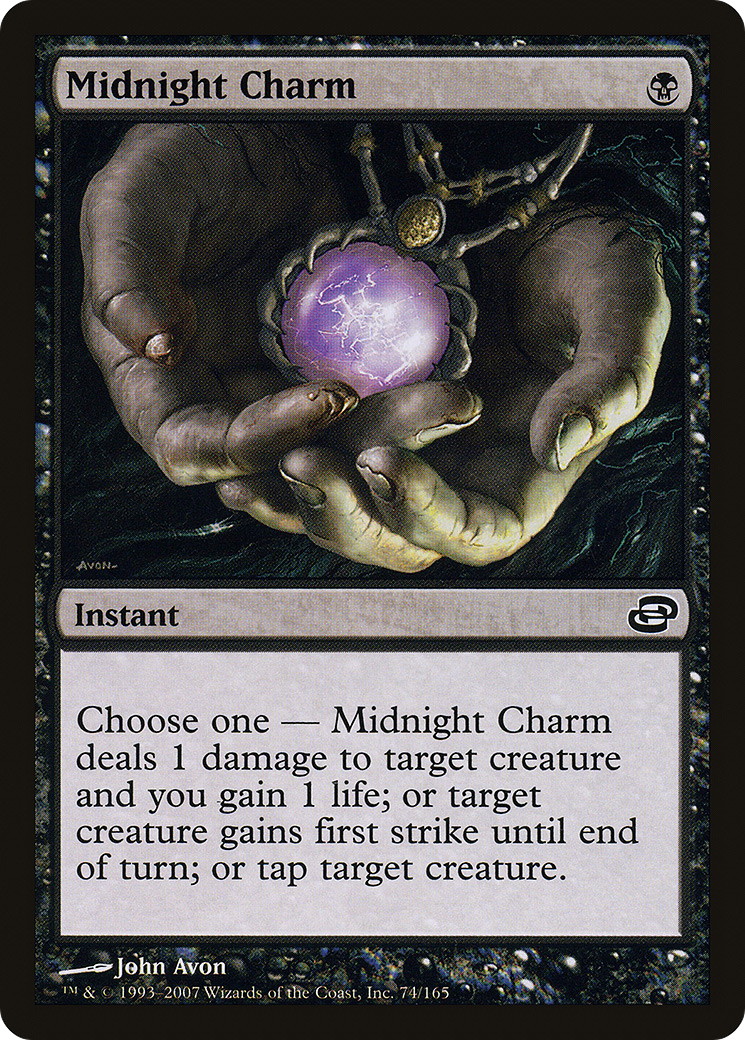 Midnight Charm
AVON-
Instant
Choose one — Midnight Charm
deals 1 damage to target creature
and you gain 1 life; or target
creature gains first strike until end
of turn; or tap target creature.
John Avon
™ & © 1993–2007 Wizards of the Coast, Inc. 74/165